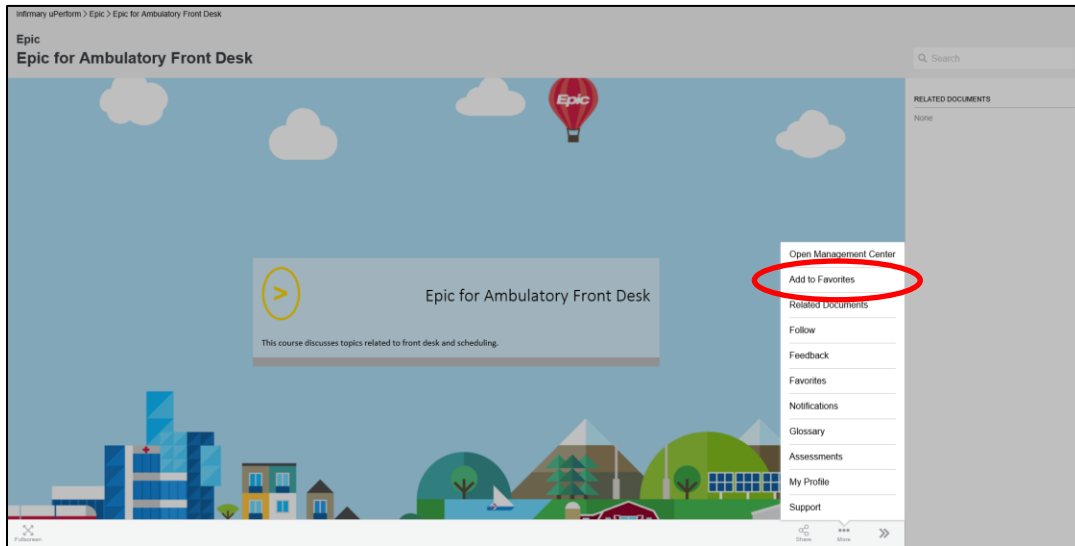 Infirmary uPerform > Epic > Epic for Ambulatory Front Desk
Epic
Epic for Ambulatory Front Desk
Search
Epic
RELATED DOCUMENTS
None
Open Management Center
Add to Favorites
Related Documents
Follow
Feedback
Favorites
Notifications
Glossary
Assessments
My Profile
Support
>
Epic for Ambulatory Front Desk
This course discusses topics related to front desk and scheduling.
Fullscreen
Share
More